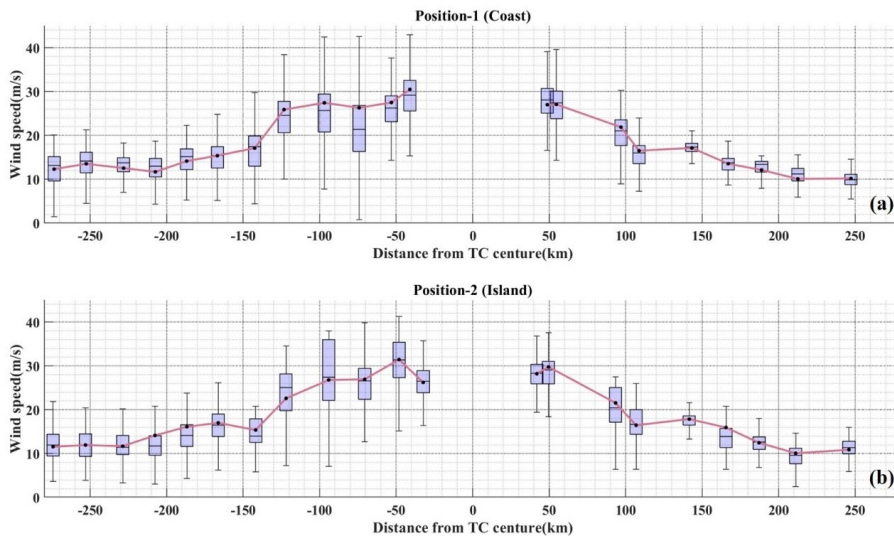 Position-1 (Coast)
Wind speed(m/s)
40
30
20
10
0
-250 -200 -150 -100 -50 0 50 100 150 200 250
Distance from TC centure(km)
(a)
Position-2 (Island)
Wind speed(m/s)
40
30
20
10
0
-250 -200 -150 -100 -50 0 50 100 150 200 250
Distance from TC centure(km)
(b)